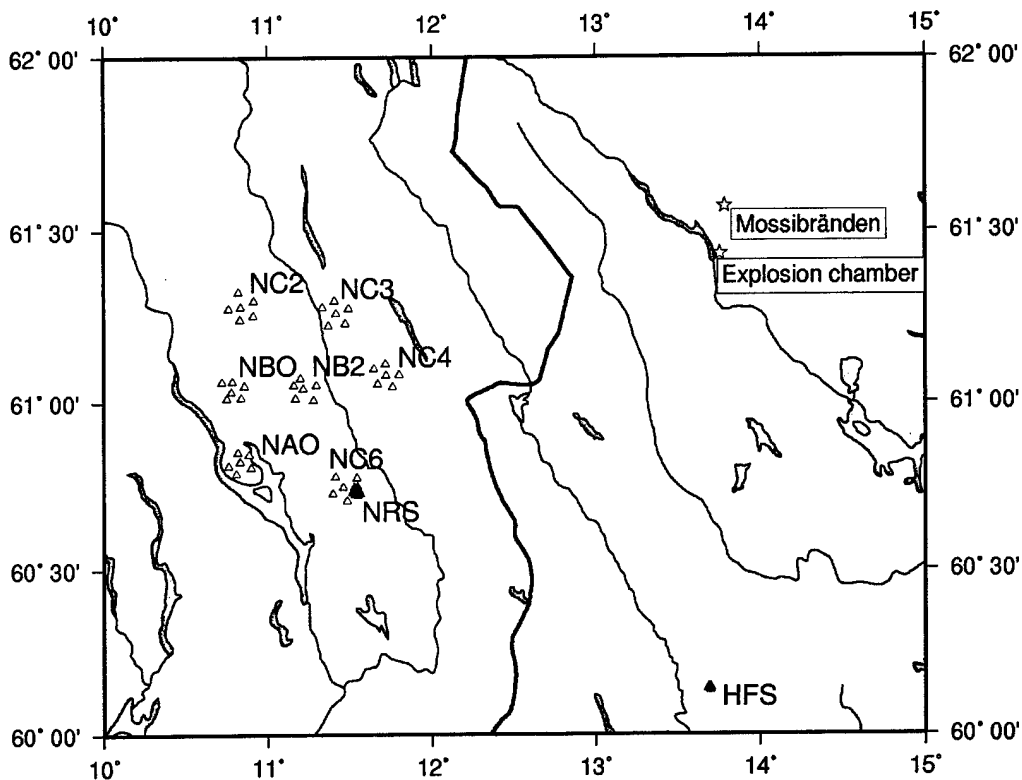 10° 11° 12° 13° 14° 15°
62° 00' 62° 00'
Mossibränden
61° 30' 61° 30'
Explosion chamber
NC2 NC3
NBO NB2 NC4
61° 00' 61° 00'
NAO NC6
NRS
60° 30' 60° 30'
HFS
60° 00' 60° 00'
10° 11° 12° 13° 14° 15°